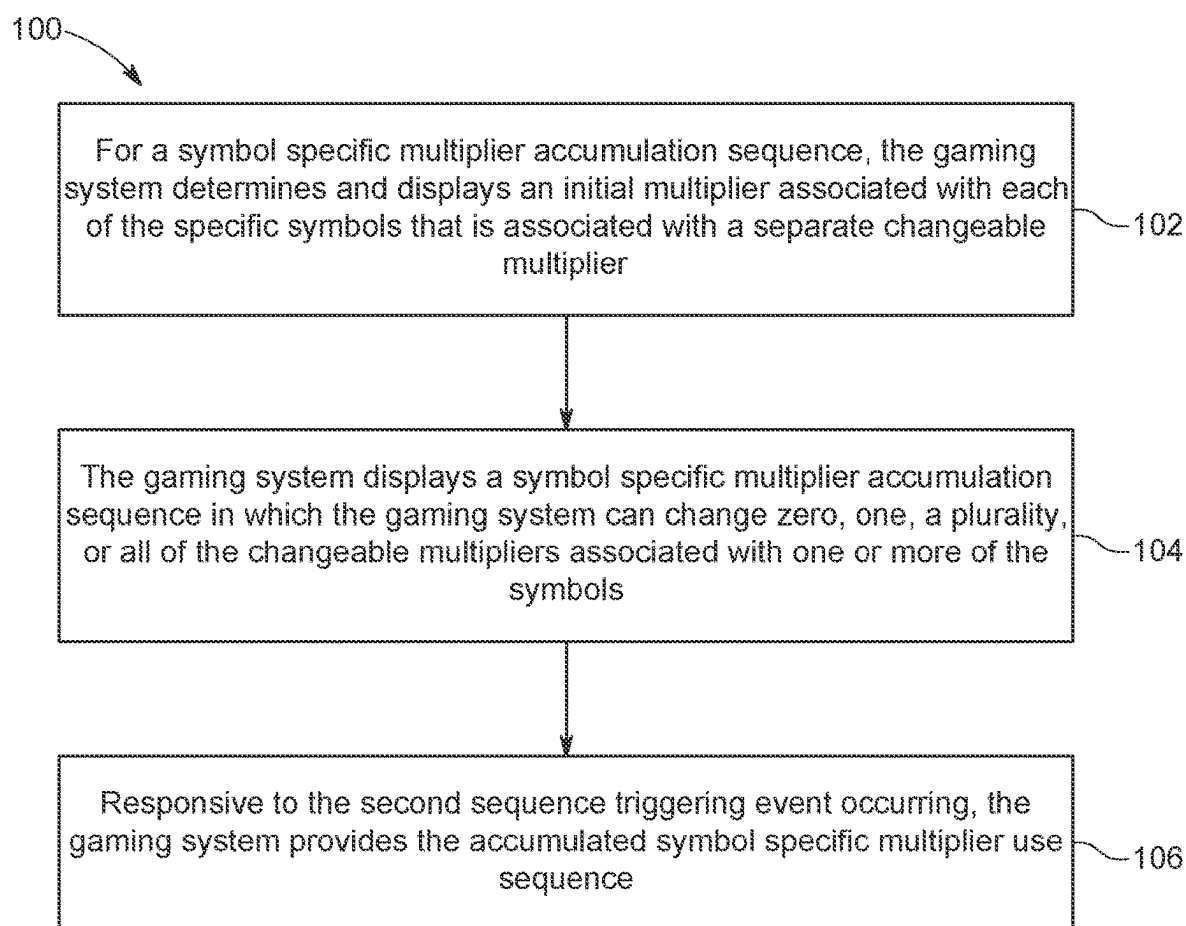 100
For a symbol specific multiplier accumulation sequence, the gaming
system determines and displays an initial multiplier associated with each
of the specific symbols that is associated with a separate changeable
multiplier
102
The gaming system displays a symbol specific multiplier accumulation
sequence in which the gaming system can change zero, one, a plurality,
or all of the changeable multipliers associated with one or more of the
symbols
104
Responsive to the second sequence triggering event occurring, the
gaming system provides the accumulated symbol specific multiplier use
sequence
106